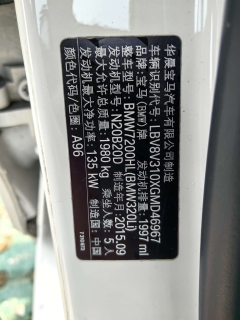 华晨宝马汽车有限公司制造
车辆识别代号: LBV8V3100XGMD46967
品牌: 宝马(BMW)牌 制造年月: 2015.09
整车型号: BMW7200HL(BMW320Li)
发动机型号: N20B20D 发动机排量: 1997 ml
最大允许总质量: 1980 kg 乘坐人数: 5 人
发动机最大净功率: 135 kW 制造国: 中国
颜色代码/色菌: A96